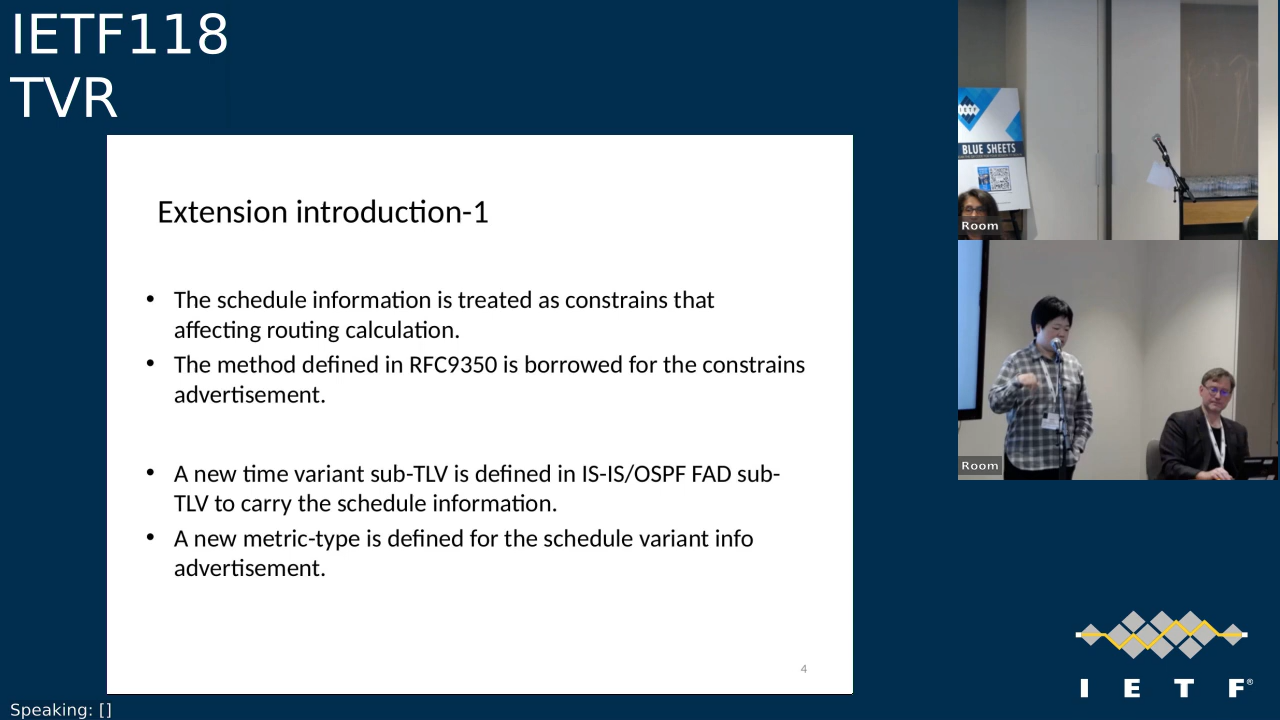 IETF118
TVR
Extension introduction-1
• The schedule information is treated as constrains that
affecting routing calculation.
• The method defined in RFC9350 is borrowed for the constrains
advertisement.
• A new time variant sub-TLV is defined in IS-IS/OSPF FAD sub-
TLV to carry the schedule information.
• A new metric-type is defined for the schedule variant info
advertisement.
4
BLUE SHEETS
Room
Room
I E T F®
Speaking: []